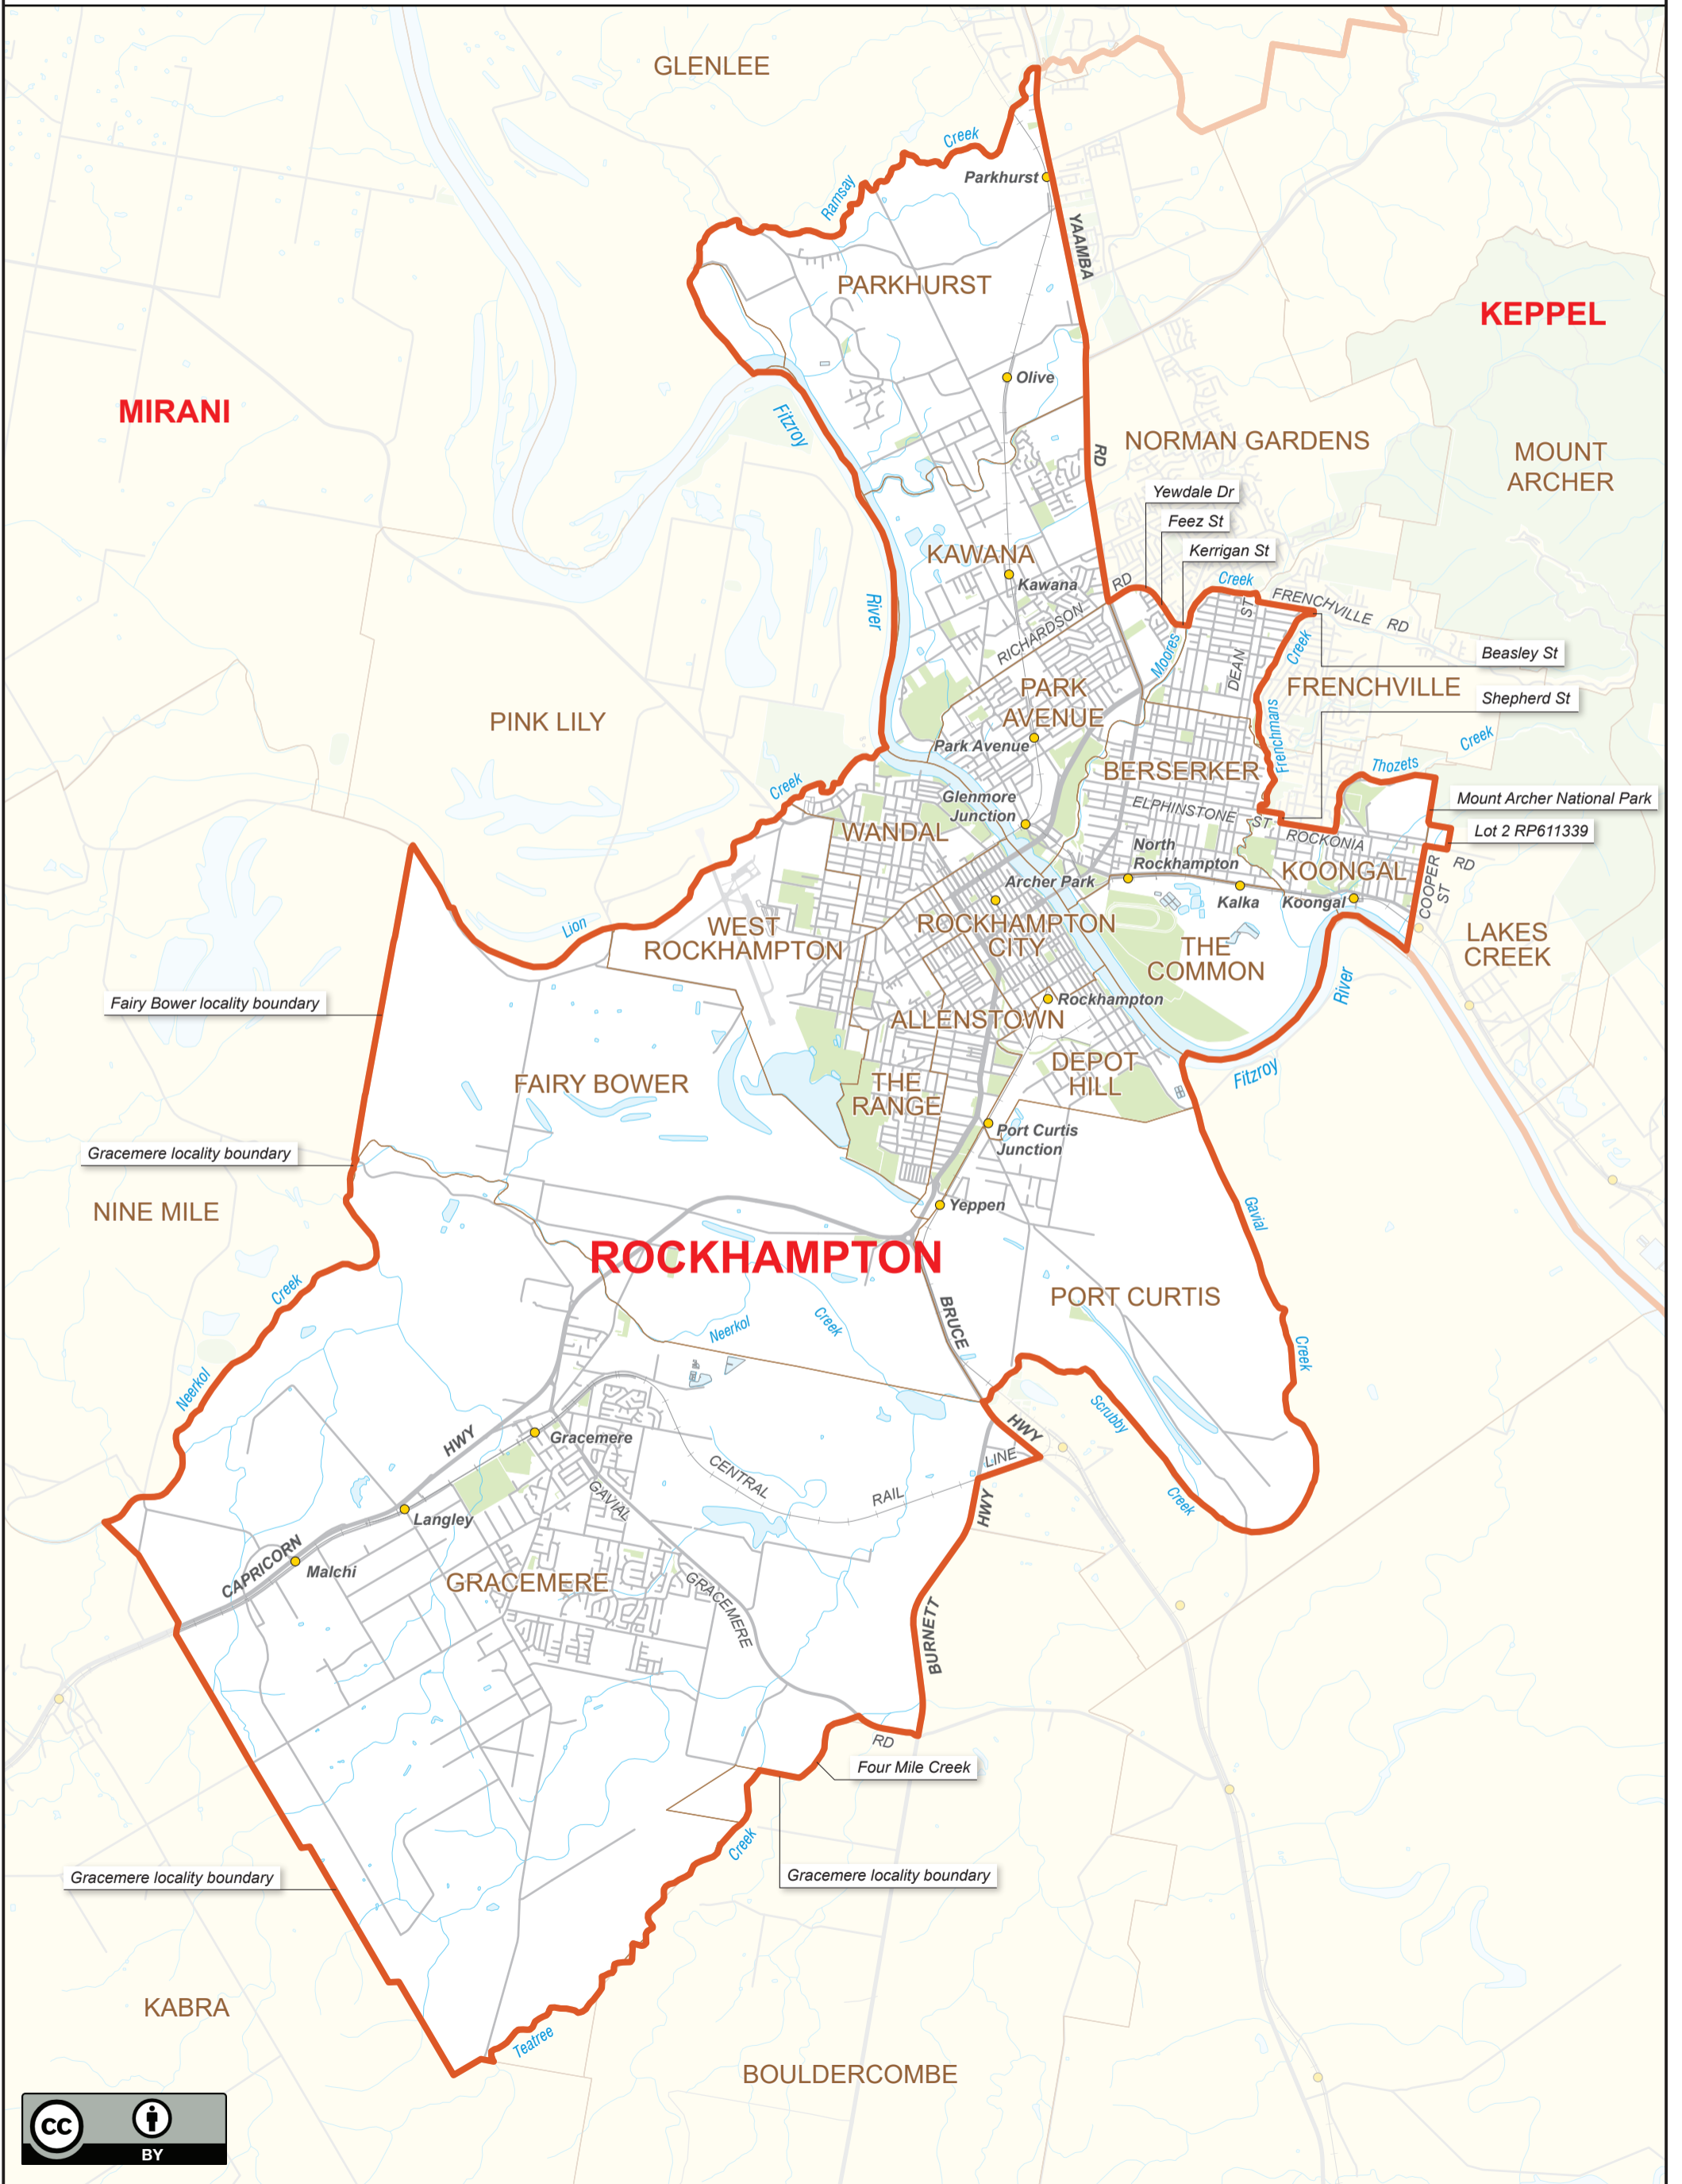 GLENLEE
Creek
Ramsay
Parkhurst
YAAMBA
PARKHURST
KEPPEL
MIRANI
Olive
Fitzroy
NORMAN GARDENS
RD
MOUNT
ARCHER
Yewdale Dr
Feez St
Kerrigan St
KAWANA
Kawana
RD
Creek
FRENCHVILLE RD
ST
River
RICHARDSON
Moores
Creek
Beasley St
DEAN
PARK
AVENUE
FRENCHVILLE
Shepherd St
PINK LILY
Park Avenue
Frenchmans
Creek
Thozets
BERSERKER
Creek
Glenmore
Junction
ELPHINSTONE ST
Mount Archer National Park
WANDAL
ROCKONIA
Lot 2 RP611339
North
Rockhampton
RD
KOONGAL
Archer Park
Kalka
Koongal
COOPER
ST
Lion
WEST
ROCKHAMPTON
ROCKHAMPTON
CITY
THE
COMMON
LAKES
CREEK
River
Fairy Bower locality boundary
Rockhampton
ALLENSTOWN
DEPOT
HILL
Fitzroy
FAIRY BOWER
THE
RANGE
Port Curtis
Junction
Gracemere locality boundary
NINE MILE
Yeppen
Gavial
ROCKHAMPTON
Creek
PORT CURTIS
BRUCE
Neerkol
Creek
Creek
Neerkol
Scrubby
HWY
HWY
Gracemere
LINE
CENTRAL
RAIL
GAVIAL
HWY
Creek
Langley
CAPRICORN
Malchi
GRACEMERE
GRACEMERE
BURNETT
RD
Four Mile Creek
Creek
Gracemere locality boundary
Gracemere locality boundary
KABRA
Teatree
BOULDERCOMBE
cc
BY